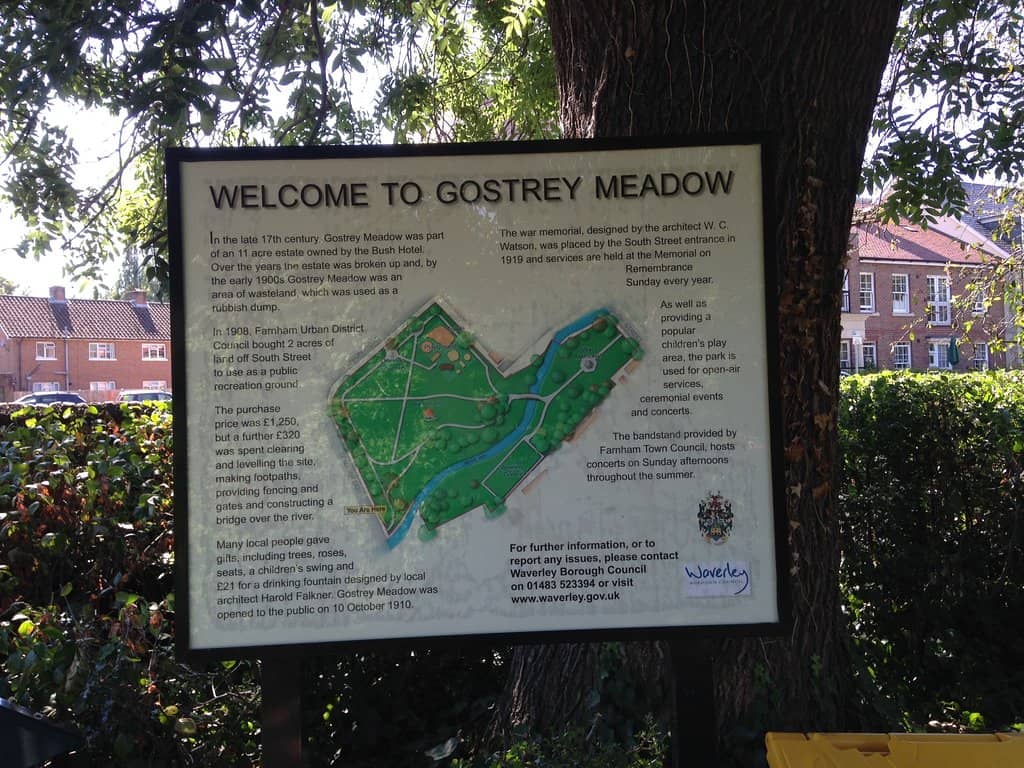 WELCOME TO GOSTREY MEADOW
In the late 17th century, Gostrey Meadow was part
of an 11 acre estate owned by the Bush Hotel.
Over the years the estate was broken up and, by
the early 1900s Gostrey Meadow was an
area of wasteland, which was used as a
rubbish dump.
In 1908, Farnham Urban District
Council bought 2 acres of
land off South Street
to use as a public
recreation ground.
The purchase
price was £1,250,
but a further £320
was spent clearing
and levelling the site,
making footpaths,
providing fencing and
gates and constructing a
bridge over the river.
Many local people gave
gifts, including trees, roses,
seats, a children's swing and
£21 for a drinking fountain designed by local
architect Harold Falkner. Gostrey Meadow was
opened to the public on 10 October 1910.
The war memorial, designed by the architect W. C.
Watson, was placed by the South Street entrance in
1919 and services are held at the Memorial on
Remembrance
Sunday every year.
As well as
providing a
popular
children's play
area, the park is
used for open-air
services,
ceremonial events
and concerts.
The bandstand provided by
Farnham Town Council, hosts
concerts on Sunday afternoons
throughout the summer.
You Are Here
For further information, or to
report any issues, please contact
Waverley Borough Council
on 01483 523394 or visit
www.waverley.gov.uk
Waverley
BOROUGH COUNCIL